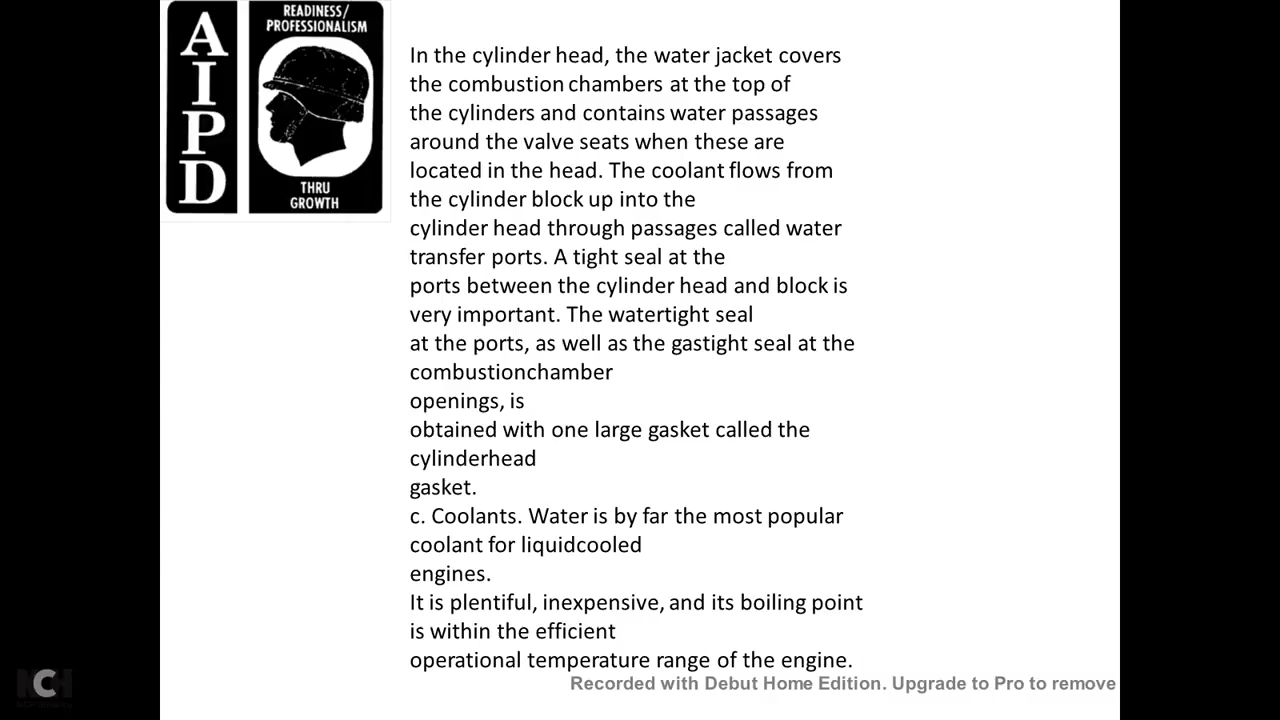 A
I
P
D
READINESS/
PROFESSIONALISM
THRU
GROWTH
In the cylinder head, the water jacket covers
the combustion chambers at the top of
the cylinders and contains water passages
around the valve seats when these are
located in the head. The coolant flows from
the cylinder block up into the
cylinder head through passages called water
transfer ports. A tight seal at the
ports between the cylinder head and block is
very important. The watertight seal
at the ports, as well as the gastight seal at the
combustionchamber
openings, is
obtained with one large gasket called the
cylinderhead
gasket.
c. Coolants. Water is by far the most popular
coolant for liquidcooled
engines.
It is plentiful, inexpensive, and its boiling point
is within the efficient
operational temperature range of the engine.
Recorded with Debut Home Edition. Upgrade to Pro to remove
NCH